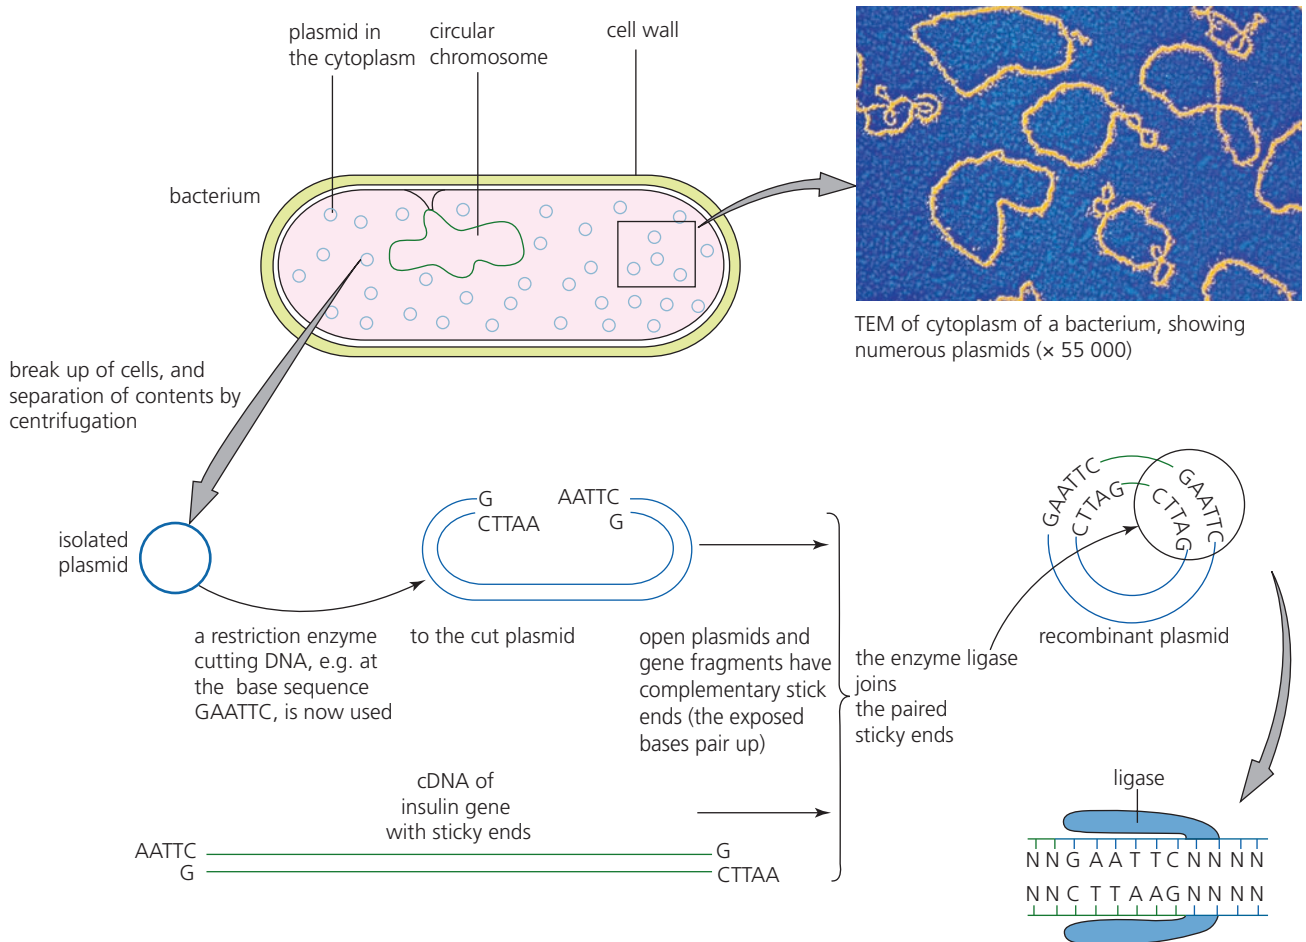 plasmid in
the cytoplasm
circular
chromosome
cell wall
bacterium
TEM of cytoplasm of a bacterium, showing
numerous plasmids (× 55 000)
break up of cells, and
separation of contents by
centrifugation
isolated
plasmid
G
CTTAA
AATTC
G
GAATTC
CTTAG
GAATTC
CTTAG
a restriction enzyme
cutting DNA, e.g. at
the base sequence
GAATTC, is now used
to the cut plasmid
open plasmids and
gene fragments have
complementary stick
ends (the exposed
bases pair up)
the enzyme ligase
joins
the paired
sticky ends
recombinant plasmid
cDNA of
insulin gene
with sticky ends
AATTC
G
G
CTTAA
ligase
N N G A A T T C N N N N
N N C T T A A G N N N N